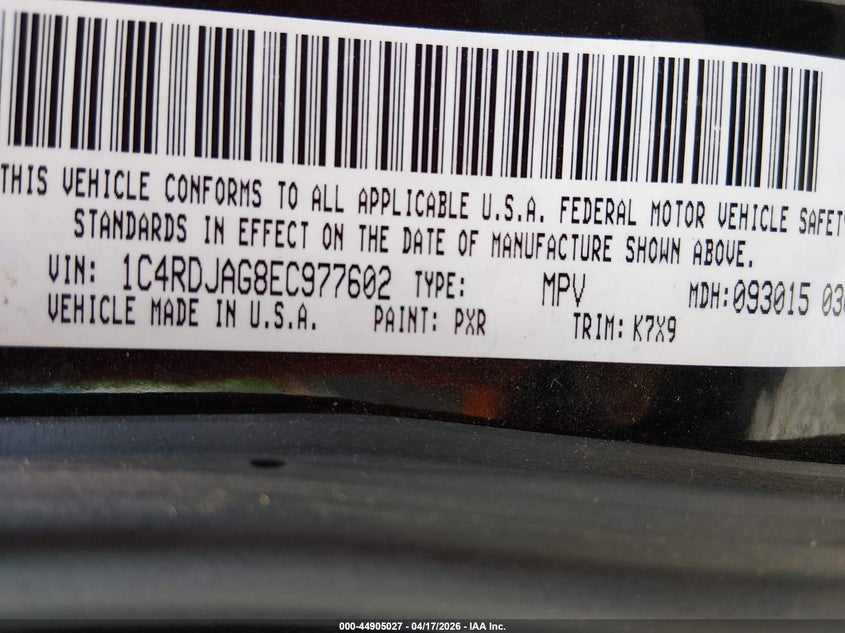 THIS VEHICLE CONFORMS TO ALL APPLICABLE U.S.A. FEDERAL MOTOR VEHICLE SAFETY
STANDARDS IN EFFECT ON THE DATE OF MANUFACTURE SHOWN ABOVE.
VIN: 1C4RDJAG8EC977602 TYPE: MPV MDH:093015 03
VEHICLE MADE IN U.S.A. PAINT: PXR TRIM: K7X9
000-44905027 - 04/17/2026 - IAA Inc.